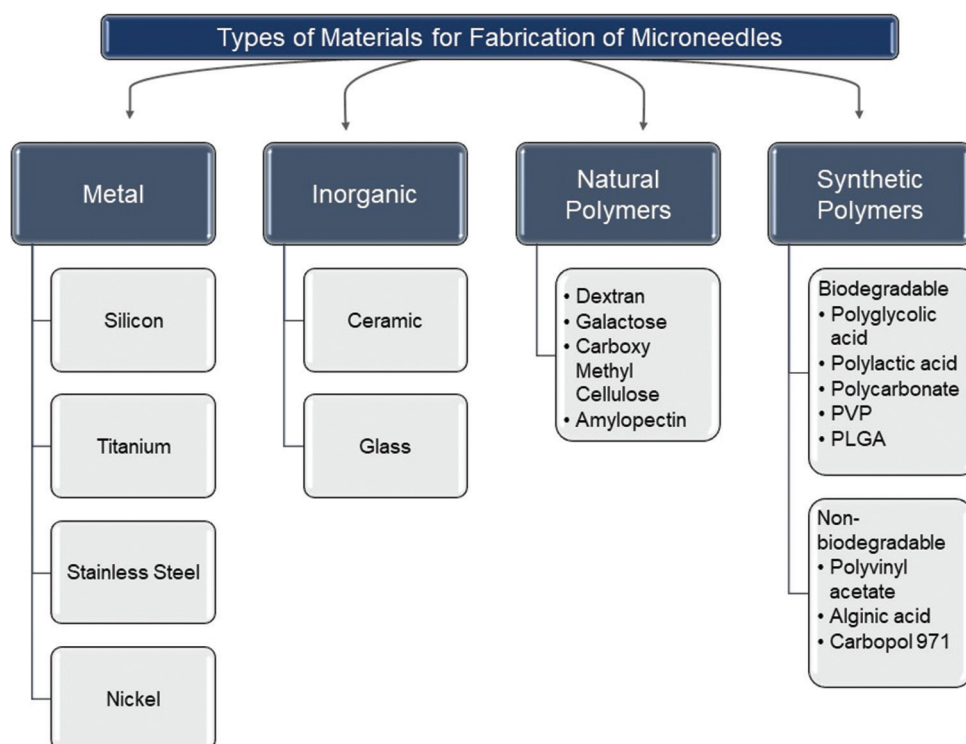 Types of Materials for Fabrication of Microneedles
Metal
Silicon
Titanium
Stainless Steel
Nickel
Inorganic
Ceramic
Glass
Natural
Polymers
• Dextran
• Galactose
• Carboxy
Methyl
Cellulose
• Amylopectin
Synthetic
Polymers
Biodegradable
• Polyglycolic
acid
• Polylactic acid
• Polycarbonate
• PVP
• PLGA
Non-
biodegradable
• Polyvinyl
acetate
• Alginic acid
• Carbopol 971